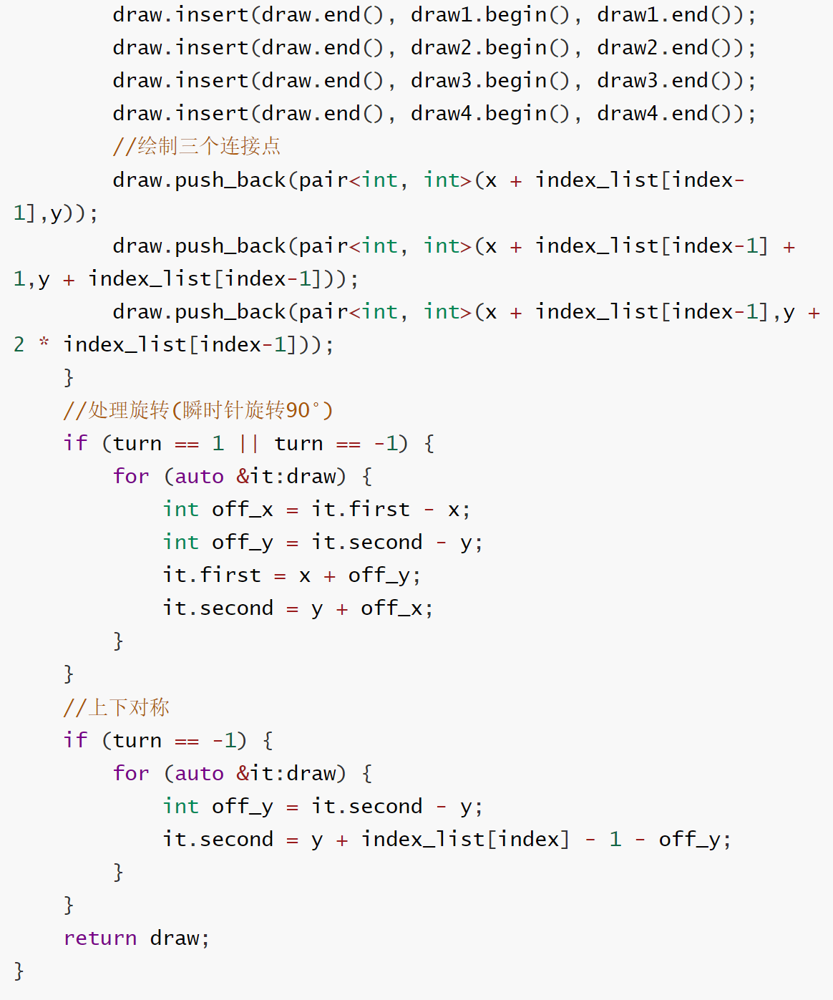 draw.insert(draw.end(), draw1.begin(), draw1.end());
draw.insert(draw.end(), draw2.begin(), draw2.end());
draw.insert(draw.end(), draw3.begin(), draw3.end());
draw.insert(draw.end(), draw4.begin(), draw4.end());
//绘制三个连接点
draw.push_back(pair<int, int>(x + index_list[index-
1],y));
draw.push_back(pair<int, int>(x + index_list[index-1] +
1,y + index_list[index-1]));
draw.push_back(pair<int, int>(x + index_list[index-1],y +
2 * index_list[index-1]));
}
//处理旋转(瞬时针旋转90°)
if (turn == 1 || turn == -1) {
for (auto &it:draw) {
int off_x = it.first - x;
int off_y = it.second - y;
it.first = x + off_y;
it.second = y + off_x;
}
}
//上下对称
if (turn == -1) {
for (auto &it:draw) {
int off_y = it.second - y;
it.second = y + index_list[index] - 1 - off_y;
}
}
return draw;
}